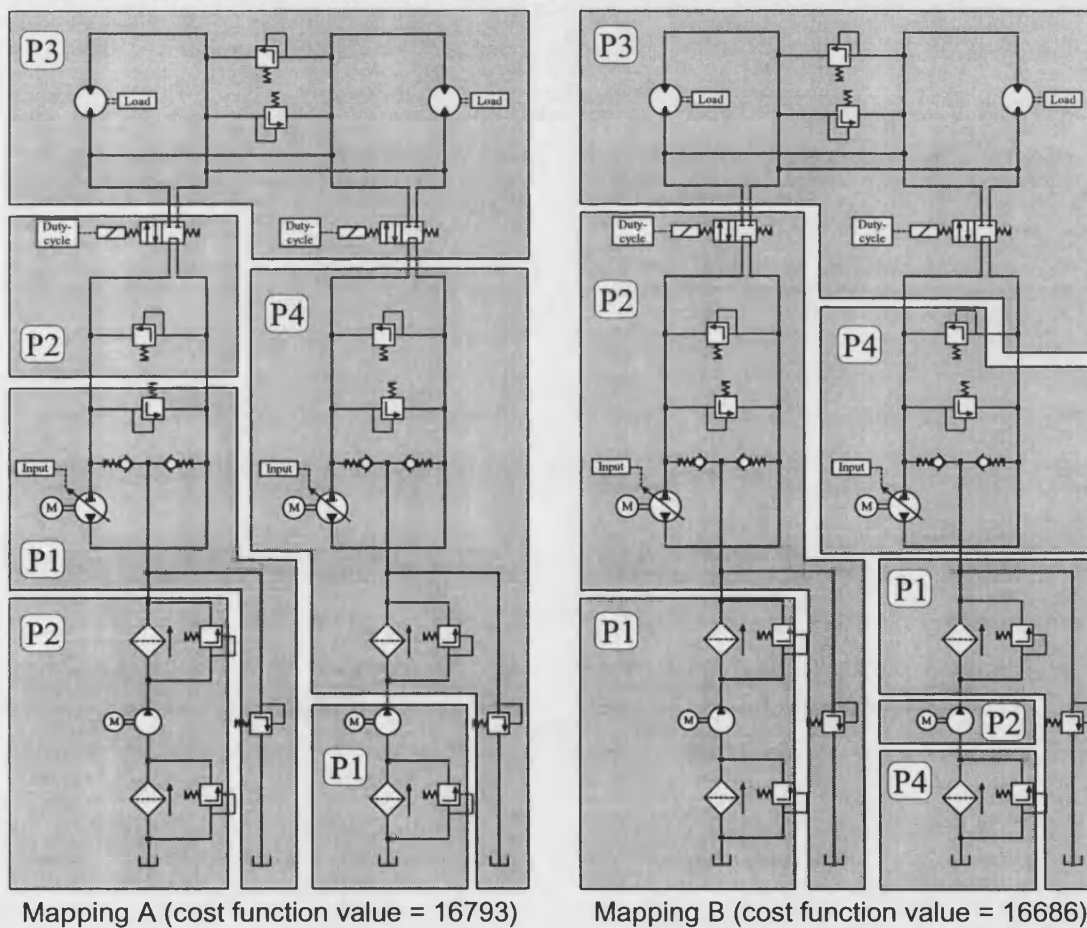 P3
Load
Load
Duty-
cycle
Duty-
cycle
P2
P4
Input
Input
M
M
P1
P2
M
M
P1
Mapping A (cost function value = 16793)
P3
Load
Load
Duty-
cycle
Duty-
cycle
P2
P4
Input
Input
M
M
P1
P1
M
M
P2
P4
Mapping B (cost function value = 16686)